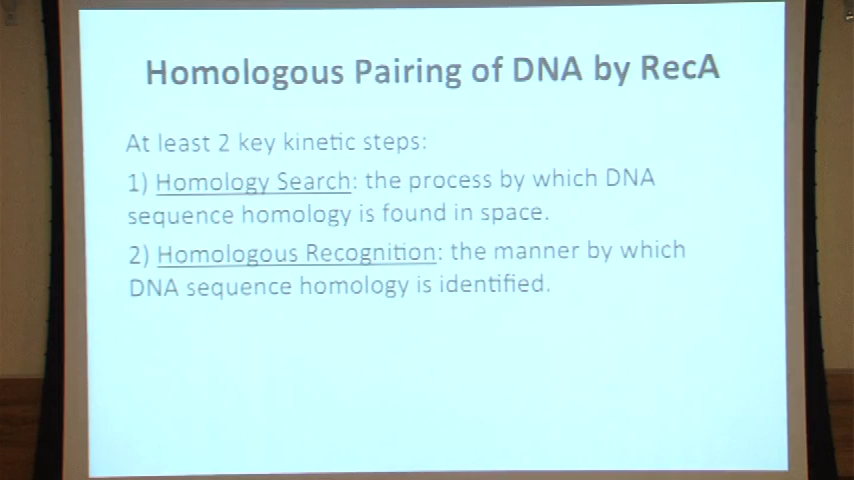 Homologous Pairing of DNA by RecA
At least 2 key kinetic steps:
1) Homology Search: the process by which DNA
sequence homology is found in space.
2) Homologous Recognition: the manner by which
DNA sequence homology is identified.